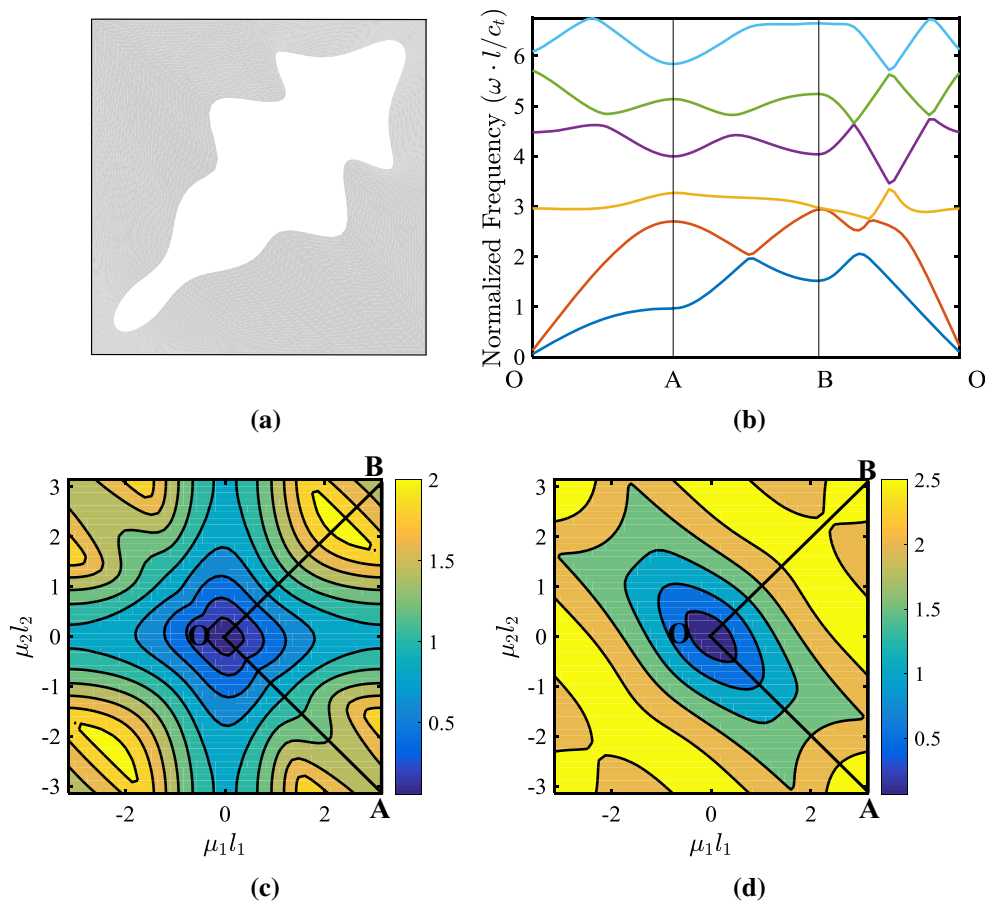 (a)
Normalized Frequency (ω · l/c_t)
6
5
4
3
2
1
0
O A B O
(b)
B
3
2
1
0
-1
-2
-3
μ₂l₂
O
A
-2 0 2
μ₁l₁
2
1.5
1
0.5
(c)
B
3
2
1
0
-1
-2
-3
μ₂l₂
O
A
-2 0 2
μ₁l₁
2.5
2
1.5
1
0.5
(d)